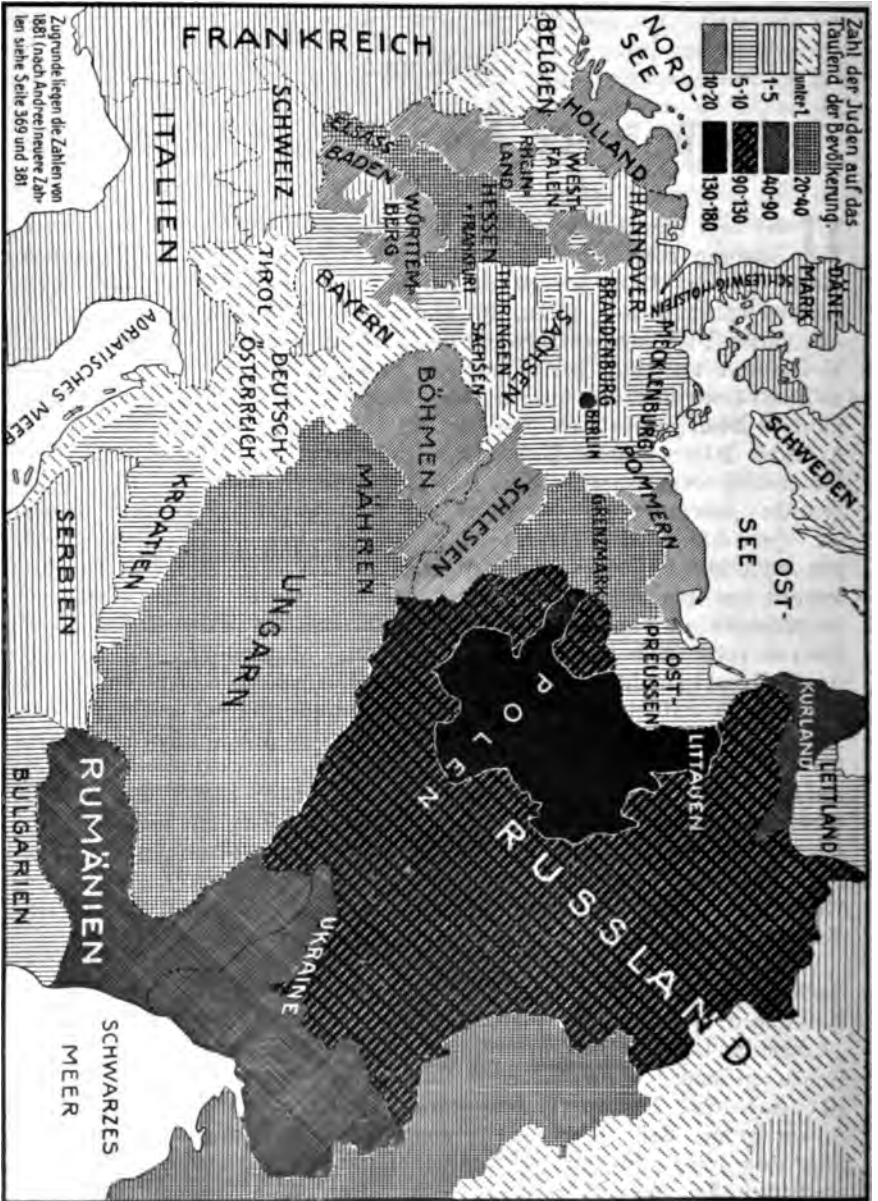 Zahl der Juden auf das
Tausend der Bevölkerung.
unter 1.
1-5
5-10
10-20
20-40
40-90
90-130
130-180
NORD-
SEE
DÄNE
MARK
SCHLESWIG-HOLSTEIN
SCHWEDEN
OST-
SEE
KURLAND
LETTLAND
LITTAUEN
OST-
PREUSSEN
POMMERN
MECKLENBURG
HANNOVER
HOLLAND
BELGIEN
WEST-
FALEN
RHEIN-
LAND
BRANDENBURG
BERLIN
GRENZMARK
SACHSEN
THÜRINGEN
HESSEN
FRANKFURT
SACHSEN
SCHLESIEN
POLEN
RUSSLAND
FRANKREICH
ELSASS
BADEN
WÜRTTEM-
BERG
BAYERN
BÖHMEN
MÄHREN
SCHWEIZ
TIROL
DEUTSCH-
ÖSTERREICH
UNGARN
UKRAINE
ITALIEN
ADRIATISCHES MEER
KROATIEN
SERBIEN
RUMÄNIEN
BULGARIEN
SCHWARZES
MEER
Zugrunde liegen die Zahlen von
1881 (nach Andree) neuere Zah-
len siehe Seite 369 und 381